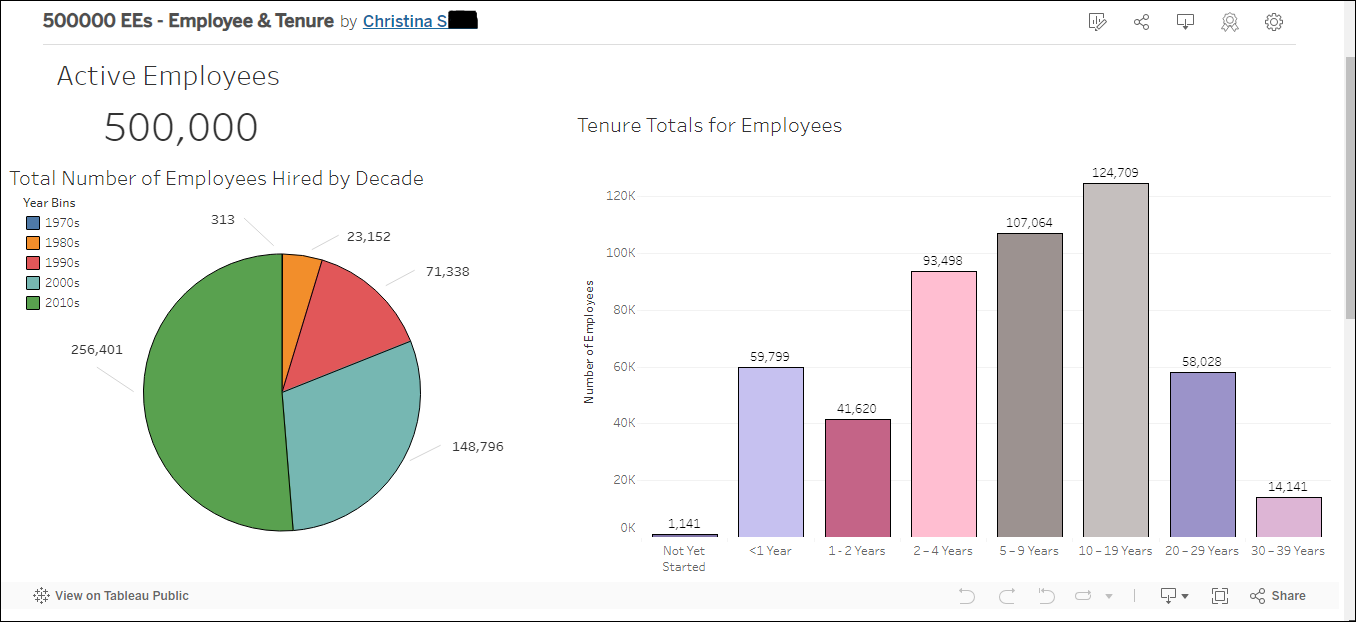 500000 EEs - Employee & Tenure by Christina S
Active Employees
500,000
Total Number of Employees Hired by Decade
Year Bins
1970s
1980s
1990s
2000s
2010s
313
23,152
71,338
256,401
148,796
Tenure Totals for Employees
Number of Employees
120K
100K
80K
60K
40K
20K
0K
1,141
59,799
41,620
93,498
107,064
124,709
58,028
14,141
Not Yet
Started
<1 Year
1 - 2 Years
2 – 4 Years
5 – 9 Years
10 – 19 Years
20 – 29 Years
30 – 39 Years
View on Tableau Public
Share